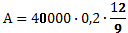 A = 40000 · 0,2 · 12/9